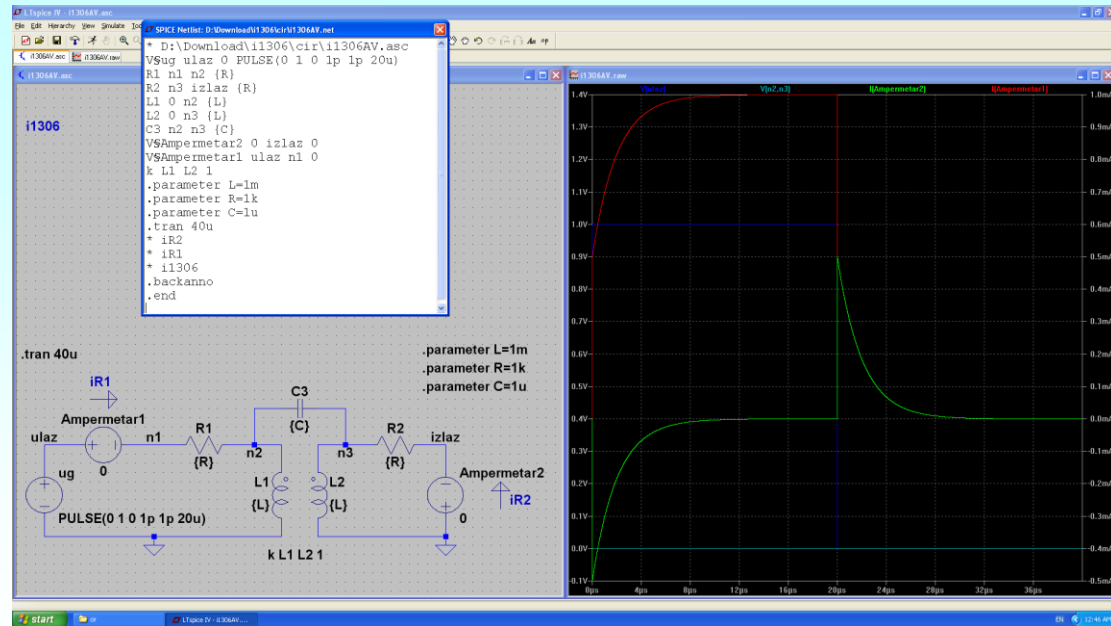 LTspice IV - i1306AV.asc
File Edit Hierarchy View Simulate
i1306AV.asc i1306AV.raw
i1306AV.asc
SPICE Netlist: D:\Download\i1306\cir\i1306AV.net
* D:\Download\i1306\cir\i1306AV.asc
V§ug ulaz 0 PULSE(0 1 0 1p 1p 20u)
R1 n1 n2 {R}
R2 n3 izlaz {R}
L1 0 n2 {L}
L2 0 n3 {L}
C3 n2 n3 {C}
V§Ampermetar2 0 izlaz 0
V§Ampermetar1 ulaz n1 0
k L1 L2 1
.parameter L=1m
.parameter R=1k
.parameter C=1u
.tran 40u
* iR2
* iR1
* i1306
.backanno
.end
i1306
.tran 40u
.parameter L=1m
.parameter R=1k
.parameter C=1u
iR1
Ampermetar1
ulaz
+ -
n1
R1
{R}
n2
C3
{C}
n3
R2
{R}
izlaz
ug
0
L1
{L}
L2
{L}
Ampermetar2
iR2
0
PULSE(0 1 0 1p 1p 20u)
k L1 L2 1
i1306AV.raw
V(ulaz) V(n2,n3) I(Ampermetar2) I(Ampermetar1)
1.4V 1.0mA
1.3V 0.9mA
1.2V 0.8mA
1.1V 0.7mA
1.0V 0.6mA
0.9V 0.5mA
0.8V 0.4mA
0.7V 0.3mA
0.6V 0.2mA
0.5V 0.1mA
0.4V 0.0mA
0.3V -0.1mA
0.2V -0.2mA
0.1V -0.3mA
0.0V -0.4mA
-0.1V -0.5mA
0µs 4µs 8µs 12µs 16µs 20µs 24µs 28µs 32µs 36µs
start cir LTspice IV - i1306AV.... EN 12:46 AM